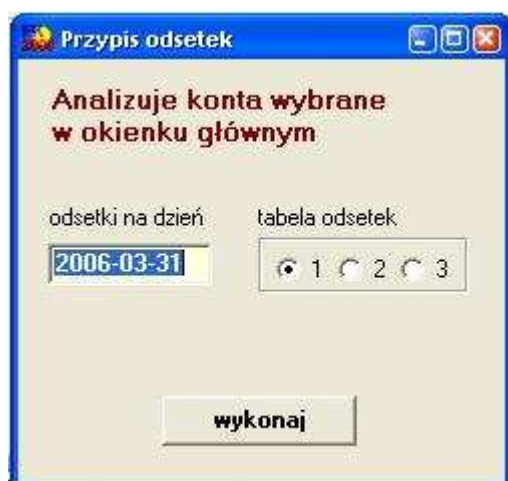 Przypis odsetek
Analizuje konta wybrane
w okienku głównym
odsetki na dzień tabela odsetek
2006-03-31 1 2 3
wykonaj